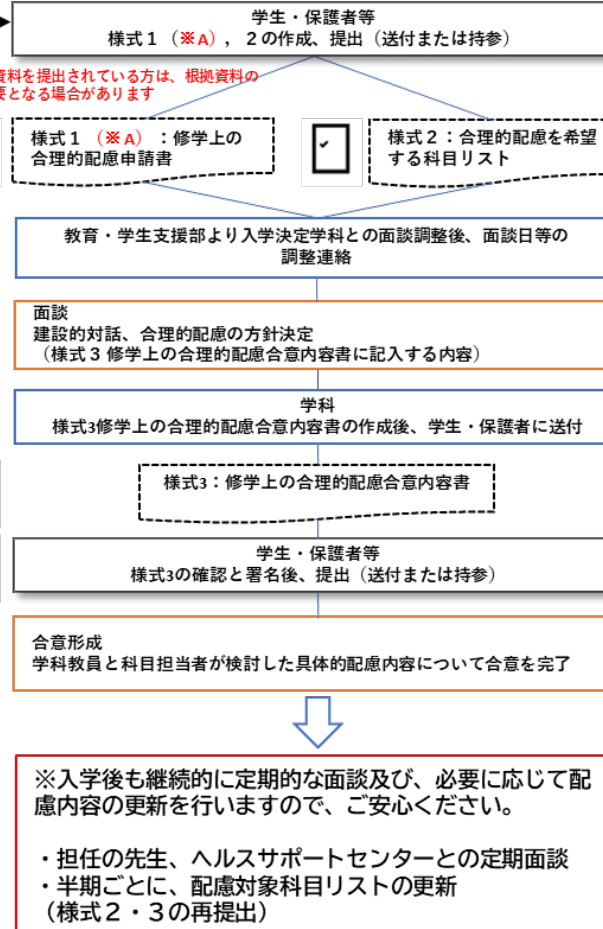 学生・保護者等
様式１（※A），２の作成、提出（送付または持参）
資料を提出されている方は、根拠資料の
要となる場合があります
様式１（※A）：修学上の
合理的配慮申請書
様式２：合理的配慮を希望
する科目リスト
教育・学生支援部より入学決定学科との面談調整後、面談日等の
調整連絡
面談
建設的対話、合理的配慮の方針決定
（様式３修学上の合理的配慮合意内容書に記入する内容）
学科
様式3修学上の合理的配慮合意内容書の作成後、学生・保護者に送付
様式3：修学上の合理的配慮合意内容書
学生・保護者等
様式3の確認と署名後、提出（送付または持参）
合意形成
学科教員と科目担当者が検討した具体的配慮内容について合意を完了
※入学後も継続的に定期的な面談及び、必要に応じて配
慮内容の更新を行いますので、ご安心ください。
・担任の先生、ヘルスサポートセンターとの定期面談
・半期ごとに、配慮対象科目リストの更新
（様式２・３の再提出）